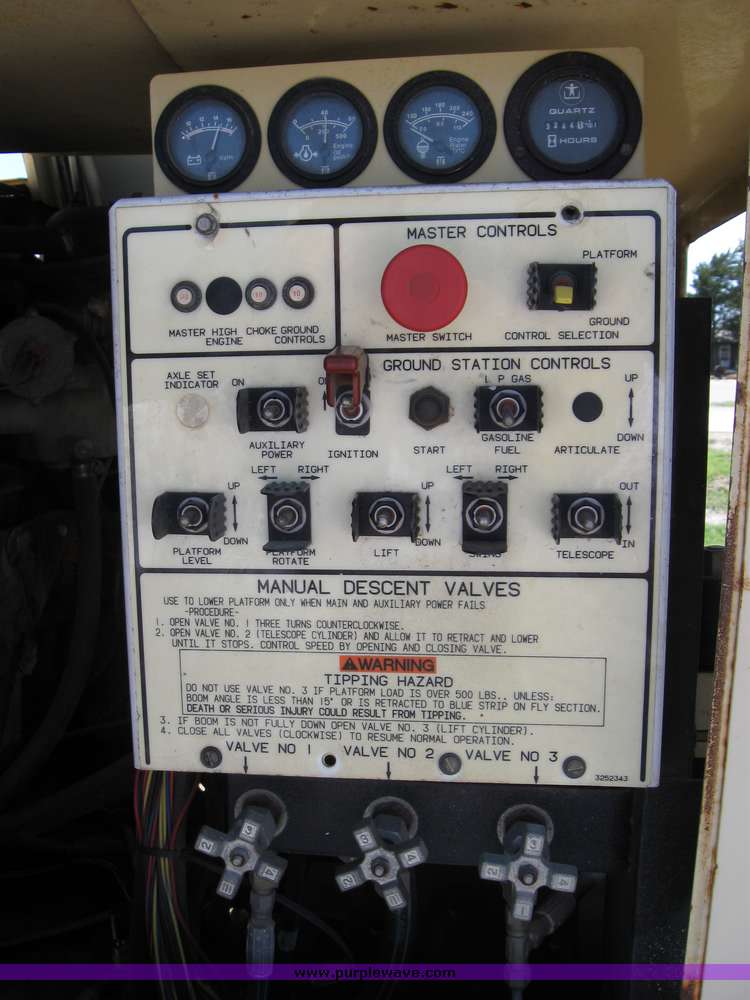 QUARTZ
HOURS
Volts
Engine
Engine
Water
°C
MASTER CONTROLS
PLATFORM
GROUND
MASTER HIGH CHOKE GROUND
ENGINE CONTROLS
MASTER SWITCH
CONTROL SELECTION
GROUND STATION CONTROLS
AXLE SET
INDICATOR
ON
L P GAS
UP
DOWN
AUXILIARY
POWER
IGNITION
START
GASOLINE
FUEL
ARTICULATE
LEFT RIGHT
LEFT RIGHT
UP
DOWN
UP
DOWN
OUT
IN
PLATFORM
LEVEL
PLATFORM
ROTATE
LIFT
SWING
TELESCOPE
MANUAL DESCENT VALVES
USE TO LOWER PLATFORM ONLY WHEN MAIN AND AUXILIARY POWER FAILS
-PROCEDURE-
1. OPEN VALVE NO. 1 THREE TURNS COUNTERCLOCKWISE.
2. OPEN VALVE NO. 2 (TELESCOPE CYLINDER) AND ALLOW IT TO RETRACT AND LOWER
UNTIL IT STOPS. CONTROL SPEED BY OPENING AND CLOSING VALVE.
WARNING
TIPPING HAZARD
DO NOT USE VALVE NO. 3 IF PLATFORM LOAD IS OVER 500 LBS., UNLESS:
BOOM ANGLE IS LESS THAN 15° OR IS RETRACTED TO BLUE STRIP ON FLY SECTION.
DEATH OR SERIOUS INJURY COULD RESULT FROM TIPPING.
3. IF BOOM IS NOT FULLY DOWN OPEN VALVE NO. 3 (LIFT CYLINDER).
4. CLOSE ALL VALVES (CLOCKWISE) TO RESUME NORMAL OPERATION.
VALVE NO 1 VALVE NO 2 VALVE NO 3
3252343
www.purplewave.com